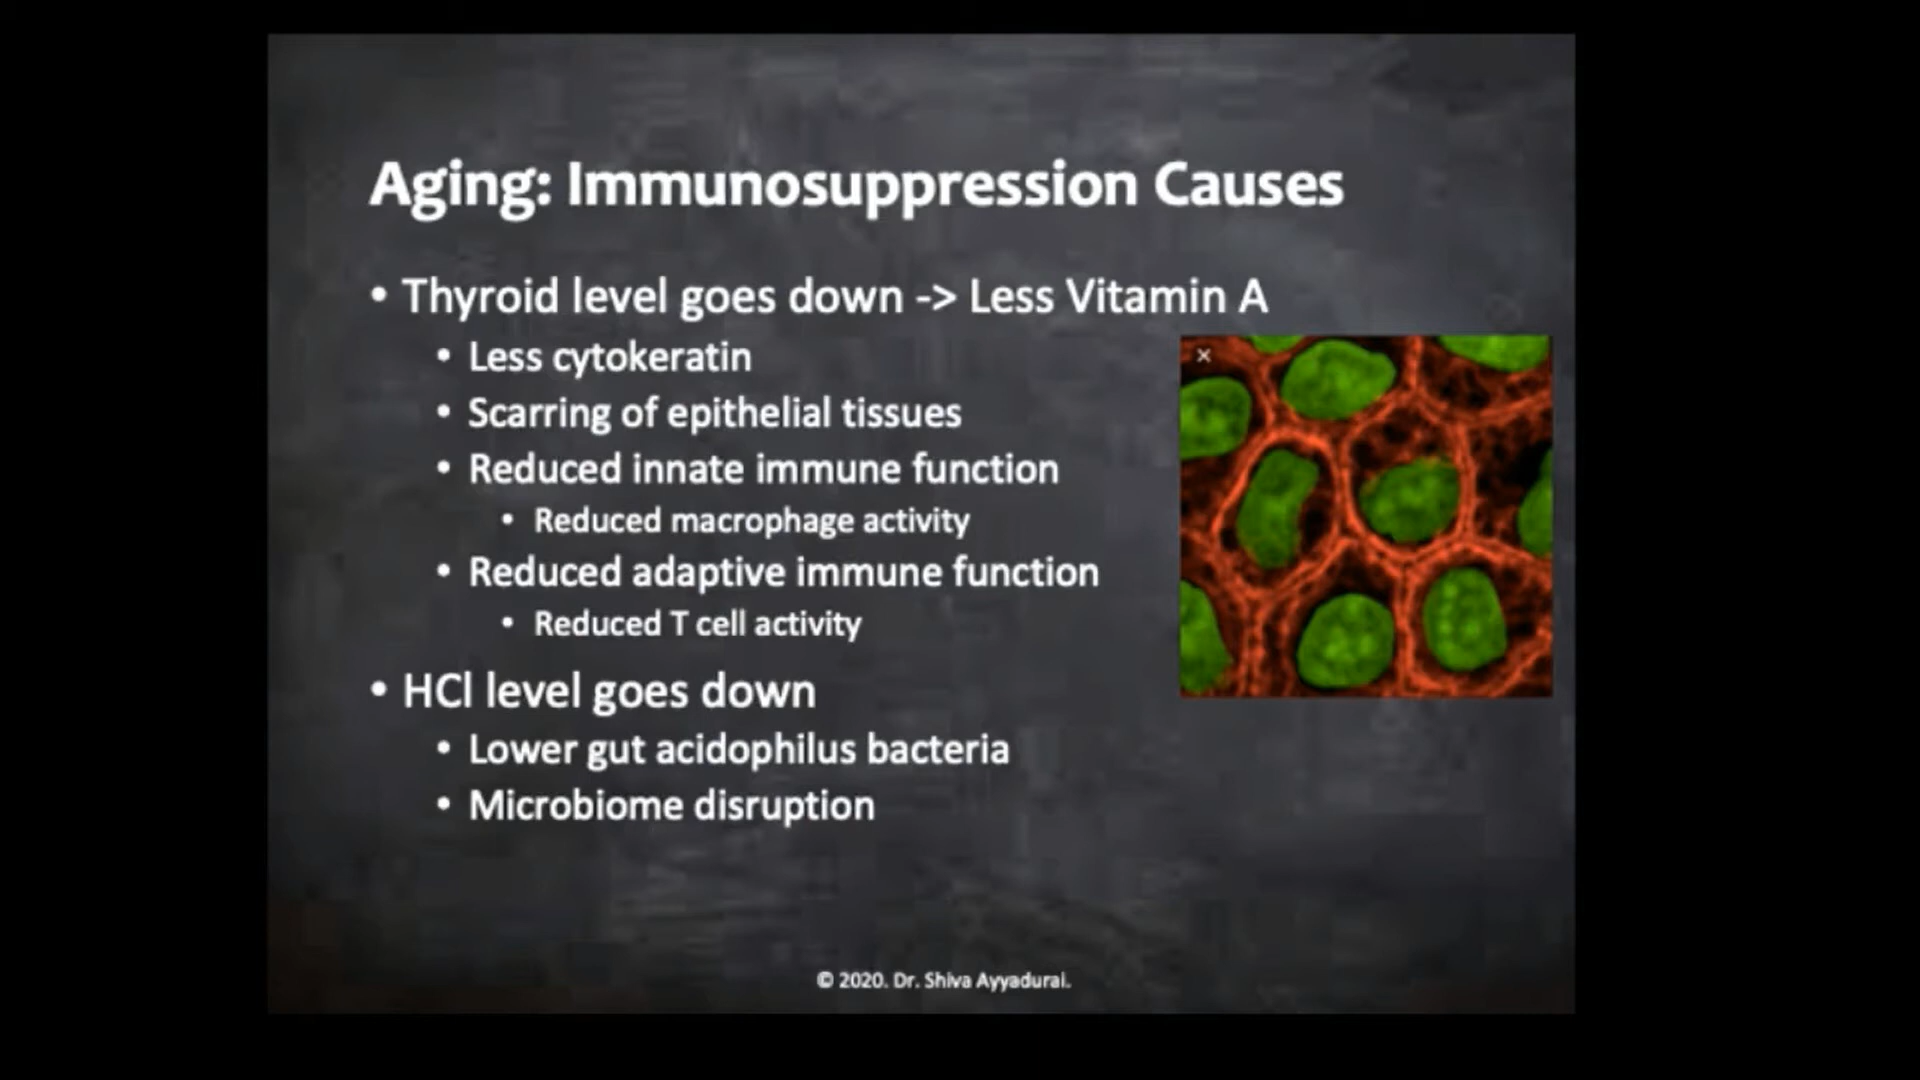 Aging: Immunosuppression Causes
• Thyroid level goes down -> Less Vitamin A
• Less cytokeratin
• Scarring of epithelial tissues
• Reduced innate immune function
• Reduced macrophage activity
• Reduced adaptive immune function
• Reduced T cell activity
• HCl level goes down
• Lower gut acidophilus bacteria
• Microbiome disruption
© 2020. Dr. Shiva Ayyadurai.